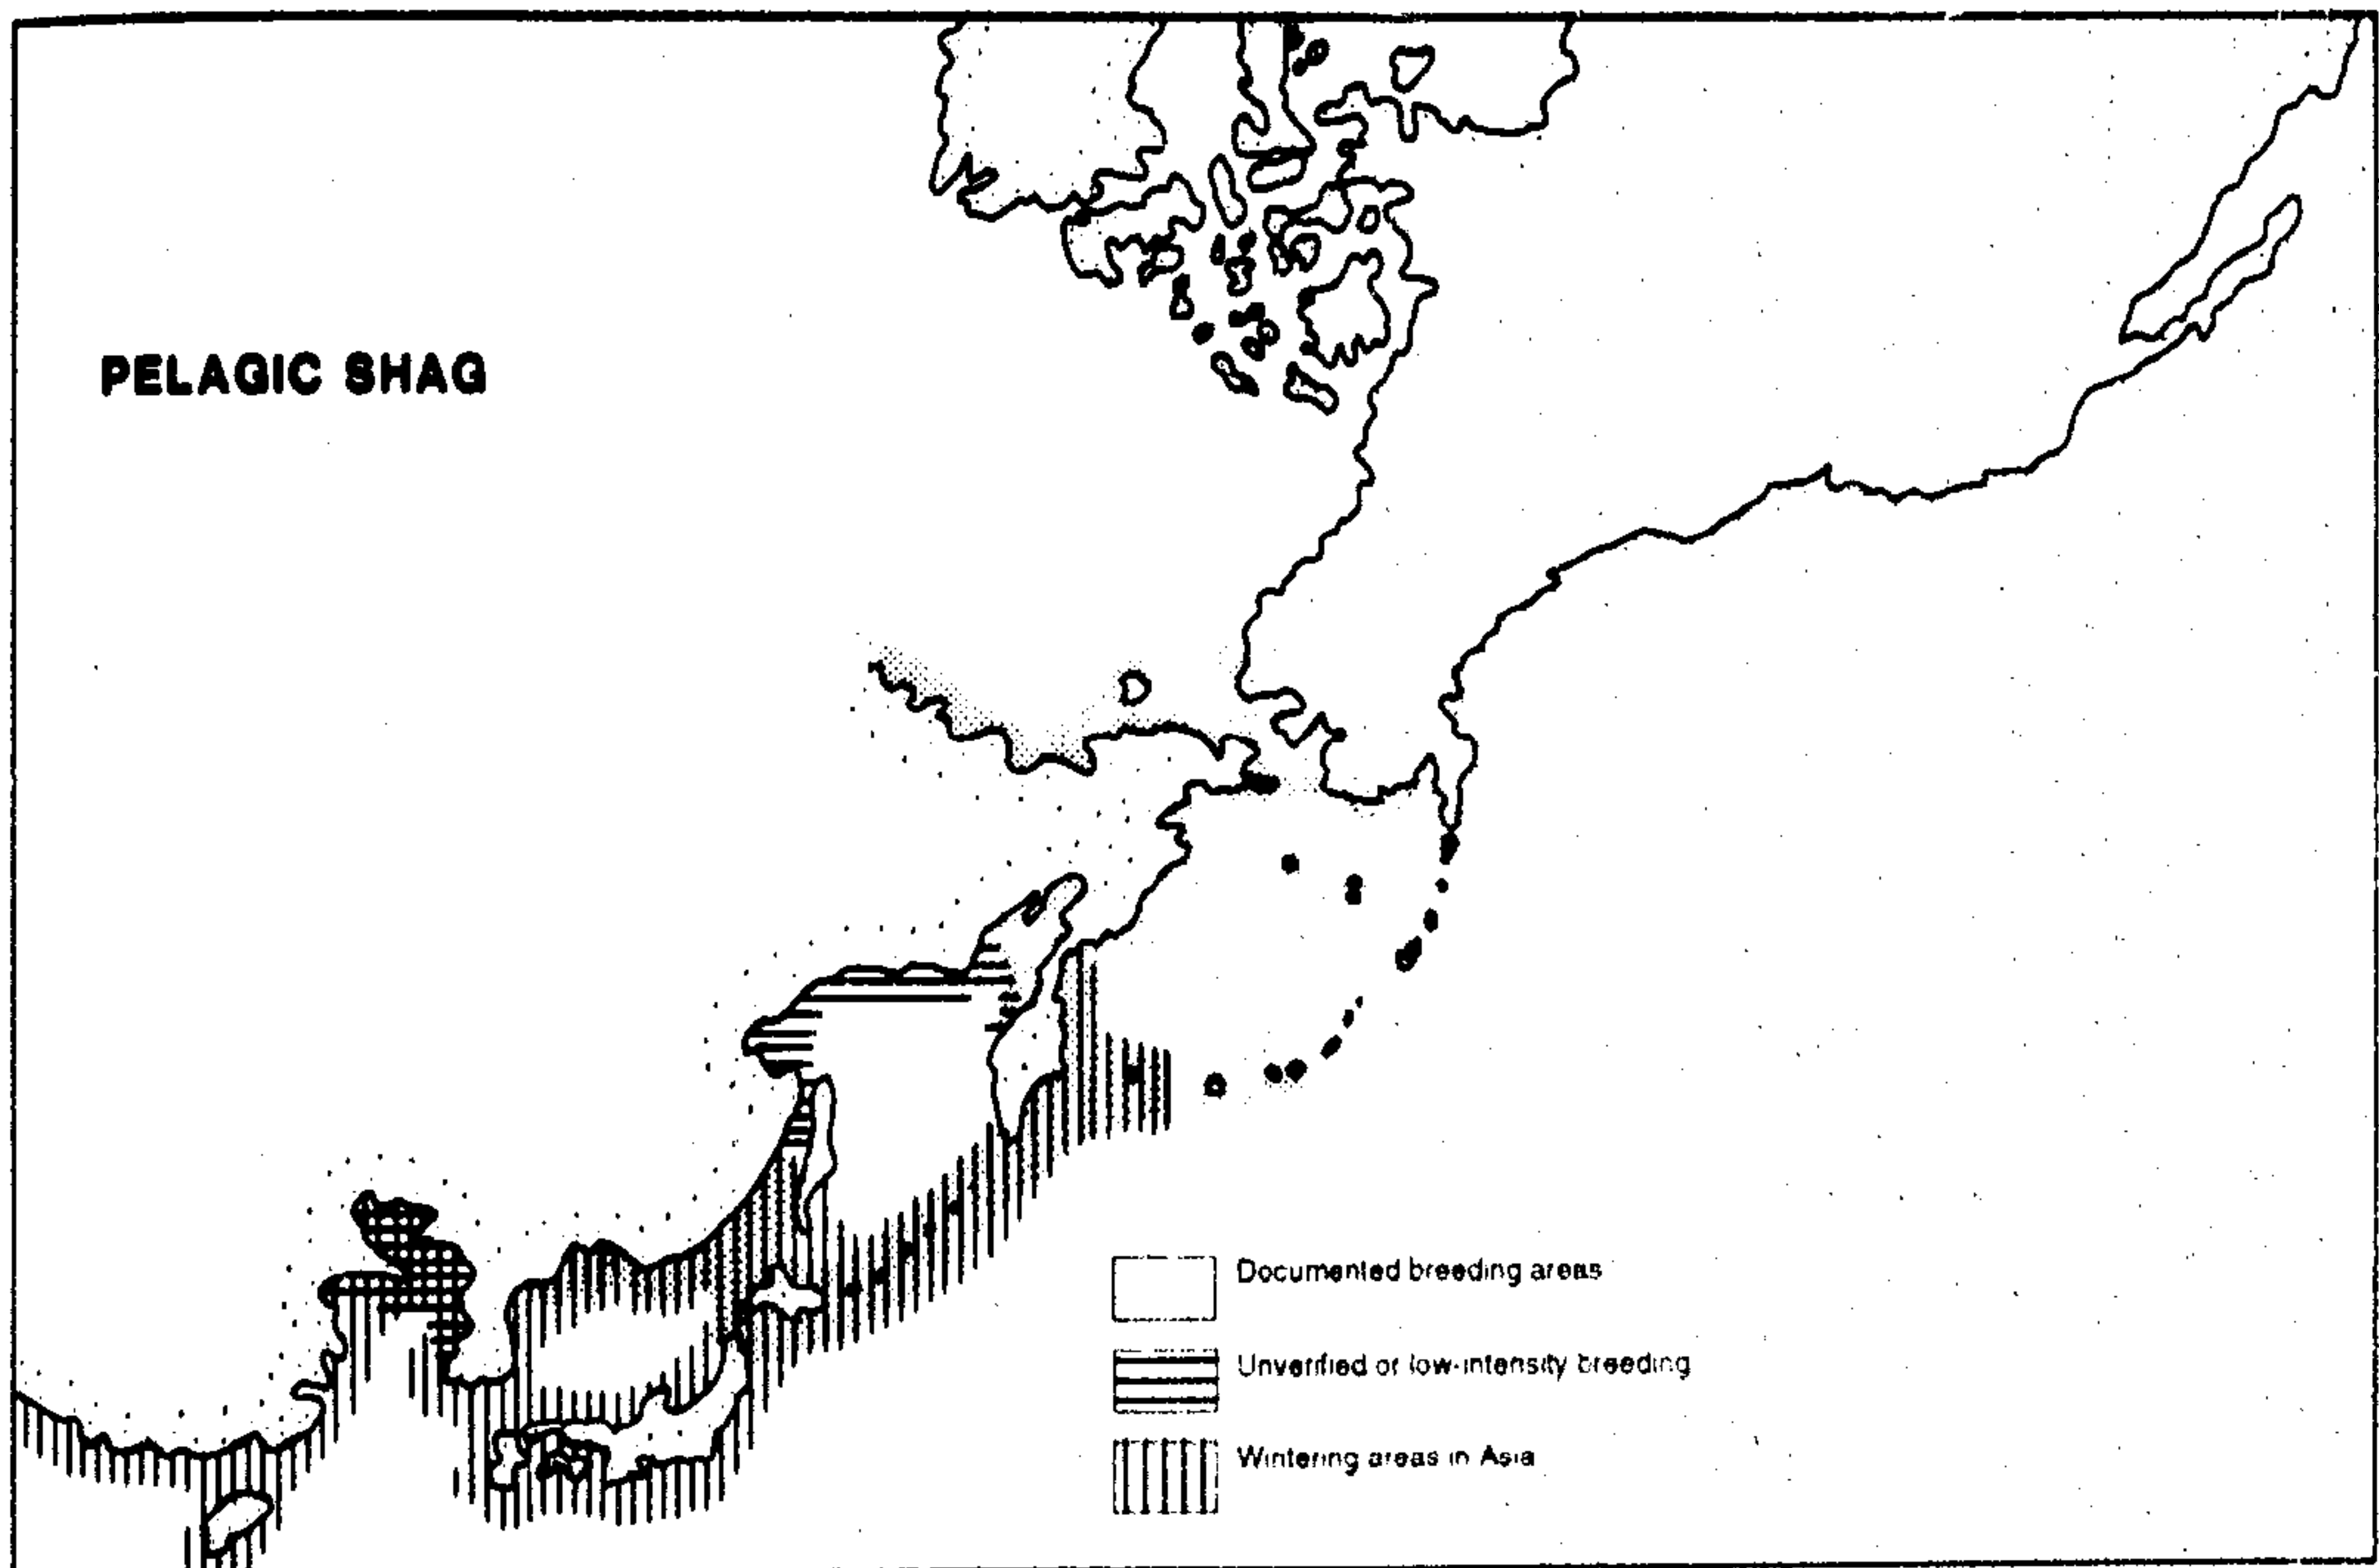 PELAGIC SHAG
Documented breeding areas
Unverified or low-intensity breeding
Wintering areas in Asia